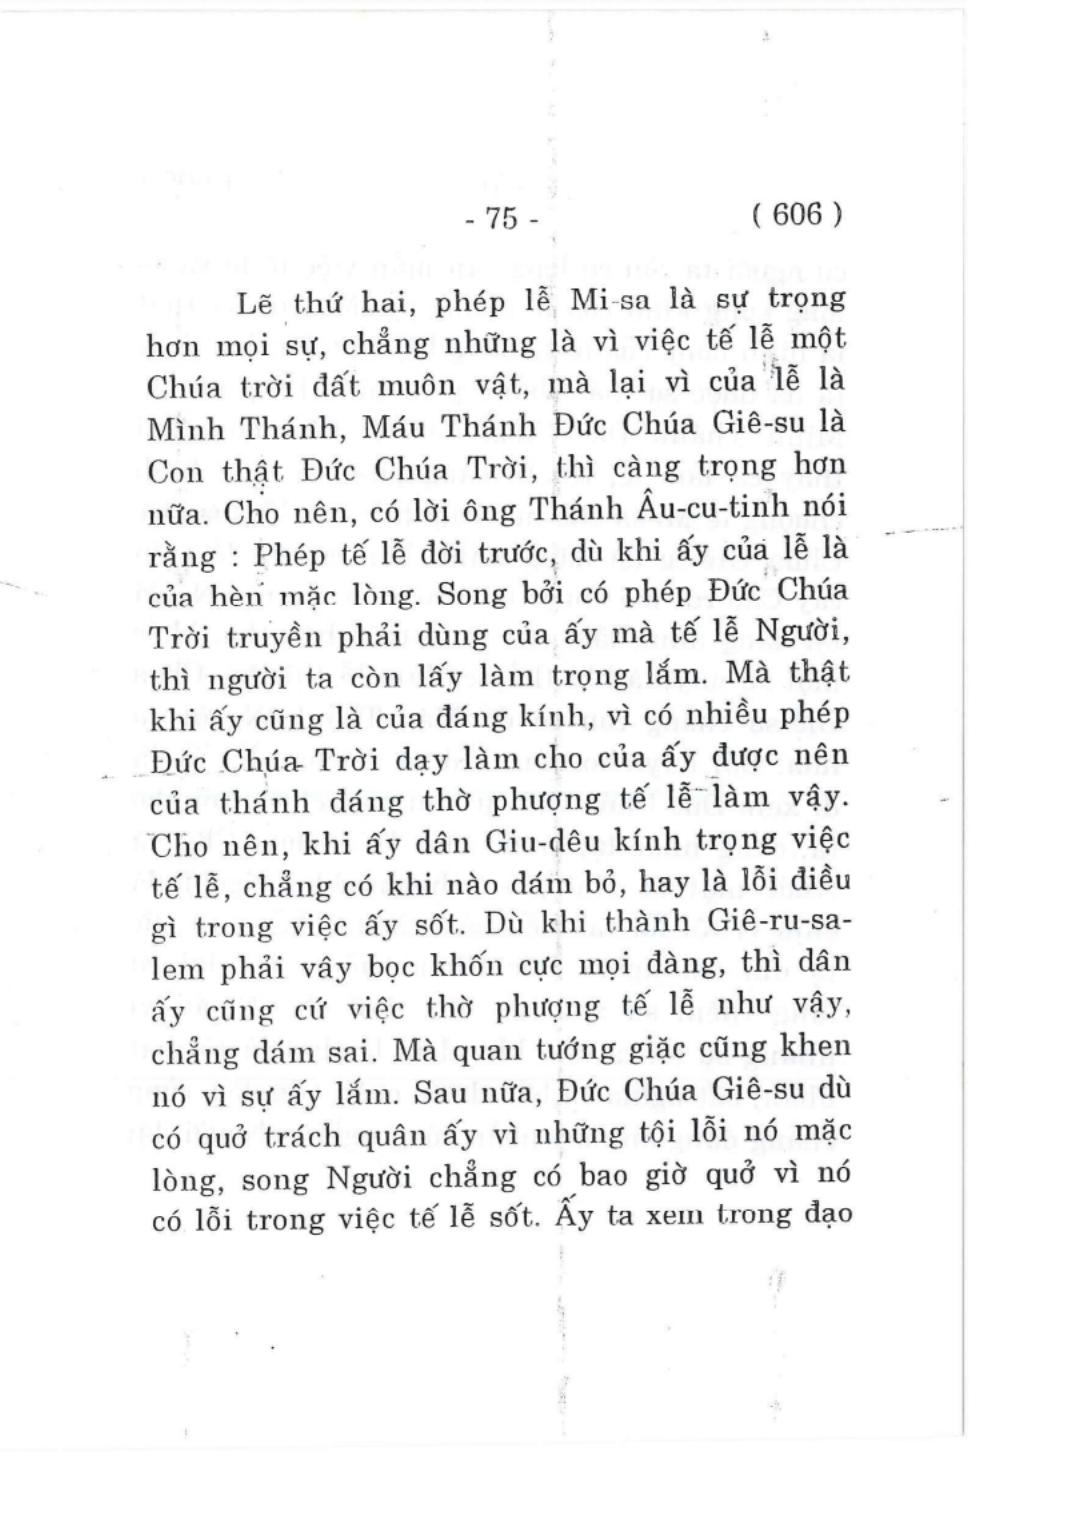 - 75 - ( 606 )
Lẽ thứ hai, phép lễ Mi-sa là sự trọng
hơn mọi sự, chẳng những là vì việc tế lễ một
Chúa trời đất muôn vật, mà lại vì của lễ là
Mình Thánh, Máu Thánh Đức Chúa Giê-su là
Con thật Đức Chúa Trời, thì càng trọng hơn
nữa. Cho nên, có lời ông Thánh Âu-cu-tinh nói
rằng : Phép tế lễ đời trước, dù khi ấy của lễ là
của hèn mặc lòng. Song bởi có phép Đức Chúa
Trời truyền phải dùng của ấy mà tế lễ Người,
thì người ta còn lấy làm trọng lắm. Mà thật
khi ấy cũng là của đáng kính, vì có nhiều phép
Đức Chúa Trời dạy làm cho của ấy được nên
của thánh đáng thờ phượng tế lễ làm vậy.
Cho nên, khi ấy dân Giu-dêu kính trọng việc
tế lễ, chẳng có khi nào dám bỏ, hay là lỗi điều
gì trong việc ấy sốt. Dù khi thành Giê-ru-sa-
lem phải vây bọc khốn cực mọi đàng, thì dân
ấy cũng cứ việc thờ phượng tế lễ như vậy,
chẳng dám sai. Mà quan tướng giặc cũng khen
nó vì sự ấy lắm. Sau nữa, Đức Chúa Giê-su dù
có quở trách quân ấy vì những tội lỗi nó mặc
lòng, song Người chẳng có bao giờ quở vì nó
có lỗi trong việc tế lễ sốt. Ấy ta xem trong đạo